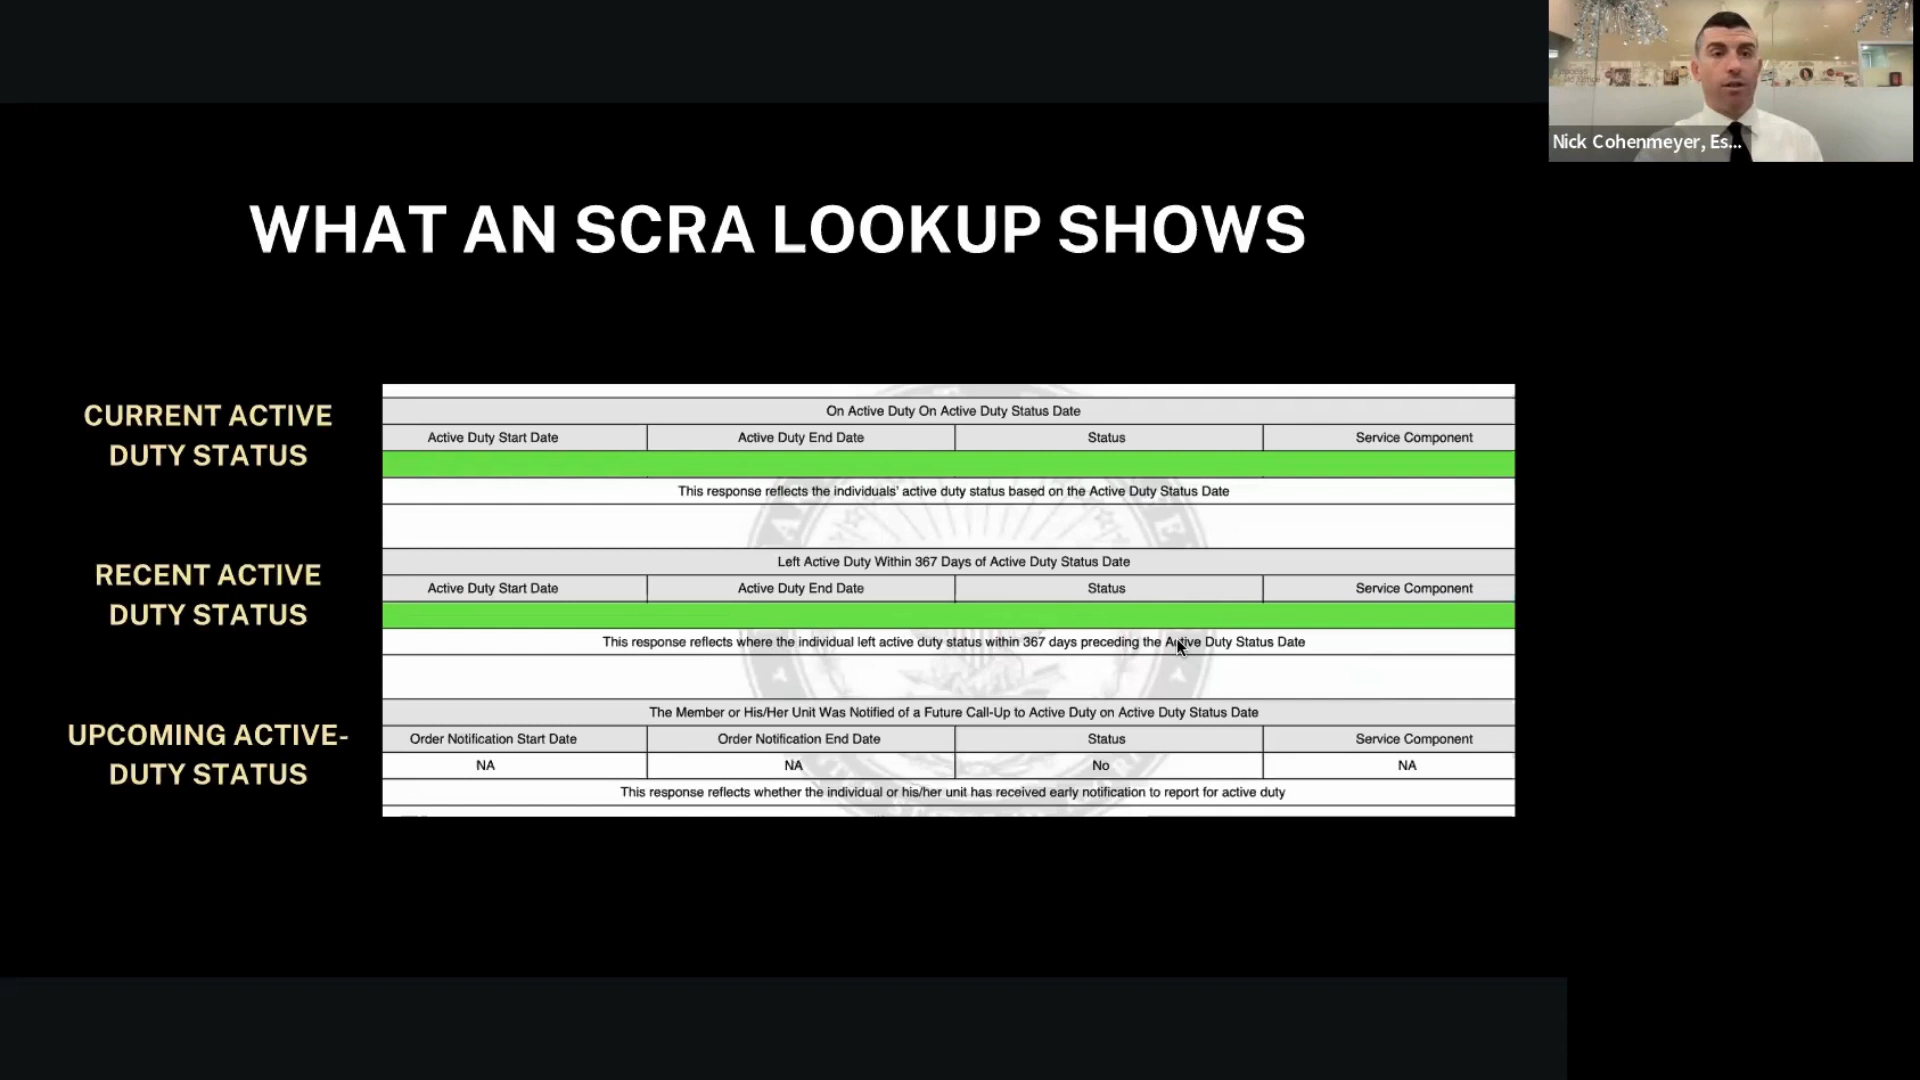 Nick Cohenmeyer, Es...
WHAT AN SCRA LOOKUP SHOWS
CURRENT ACTIVE
DUTY STATUS
On Active Duty On Active Duty Status Date
Active Duty Start Date Active Duty End Date Status Service Component
This response reflects the individuals' active duty status based on the Active Duty Status Date
RECENT ACTIVE
DUTY STATUS
Left Active Duty Within 367 Days of Active Duty Status Date
Active Duty Start Date Active Duty End Date Status Service Component
This response reflects where the individual left active duty status within 367 days preceding the Active Duty Status Date
UPCOMING ACTIVE-
DUTY STATUS
The Member or His/Her Unit Was Notified of a Future Call-Up to Active Duty on Active Duty Status Date
Order Notification Start Date Order Notification End Date Status Service Component
NA NA No NA
This response reflects whether the individual or his/her unit has received early notification to report for active duty